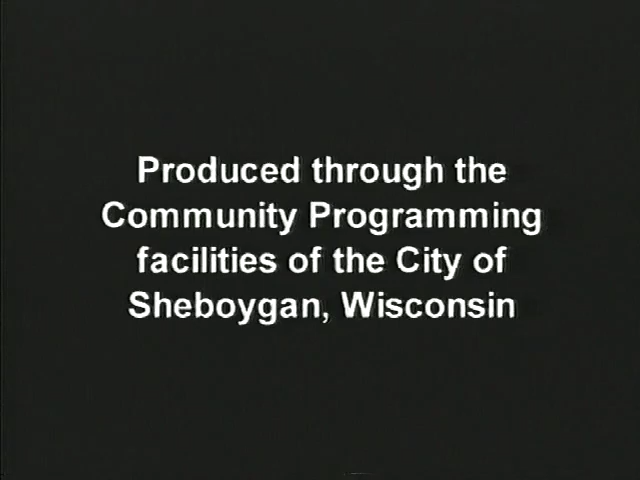 Produced through the
Community Programming
facilities of the City of
Sheboygan, Wisconsin